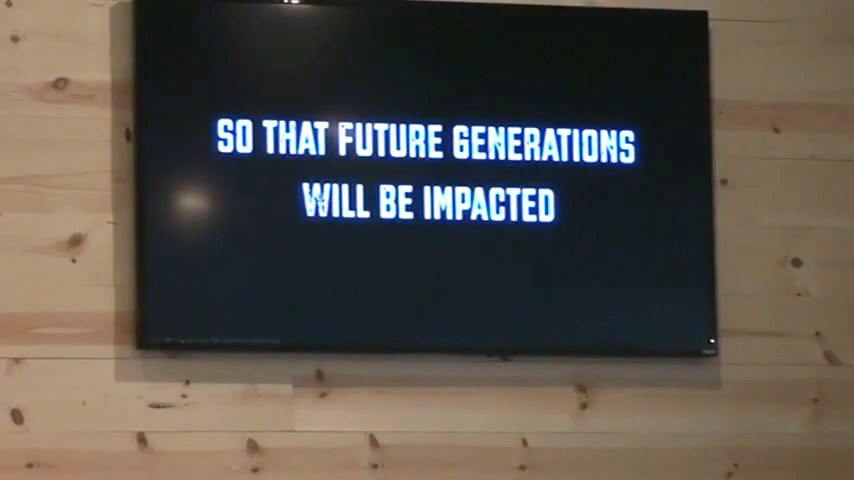 SO THAT FUTURE GENERATIONS
WILL BE IMPACTED